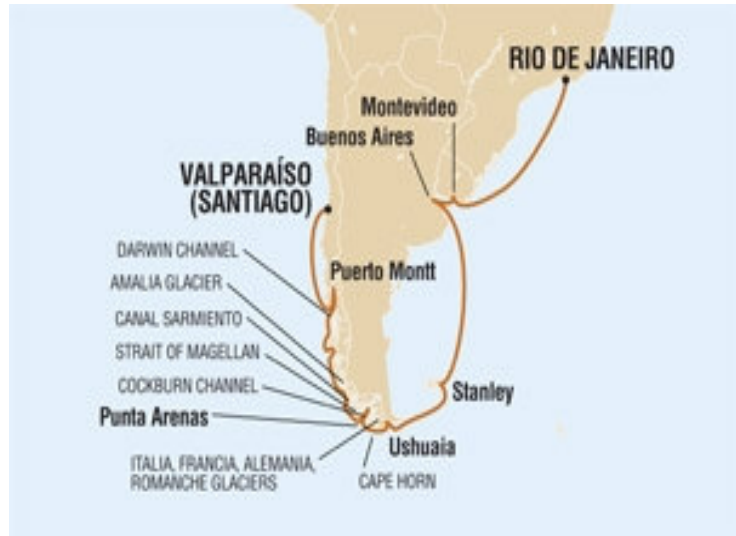 RIO DE JANEIRO
Montevideo
Buenos Aires
VALPARAÍSO
(SANTIAGO)
DARWIN CHANNEL
Puerto Montt
AMALIA GLACIER
CANAL SARMIENTO
STRAIT OF MAGELLAN
COCKBURN CHANNEL
Stanley
Punta Arenas
Ushuaia
ITALIA, FRANCIA, ALEMANIA,
ROMANCHE GLACIERS
CAPE HORN